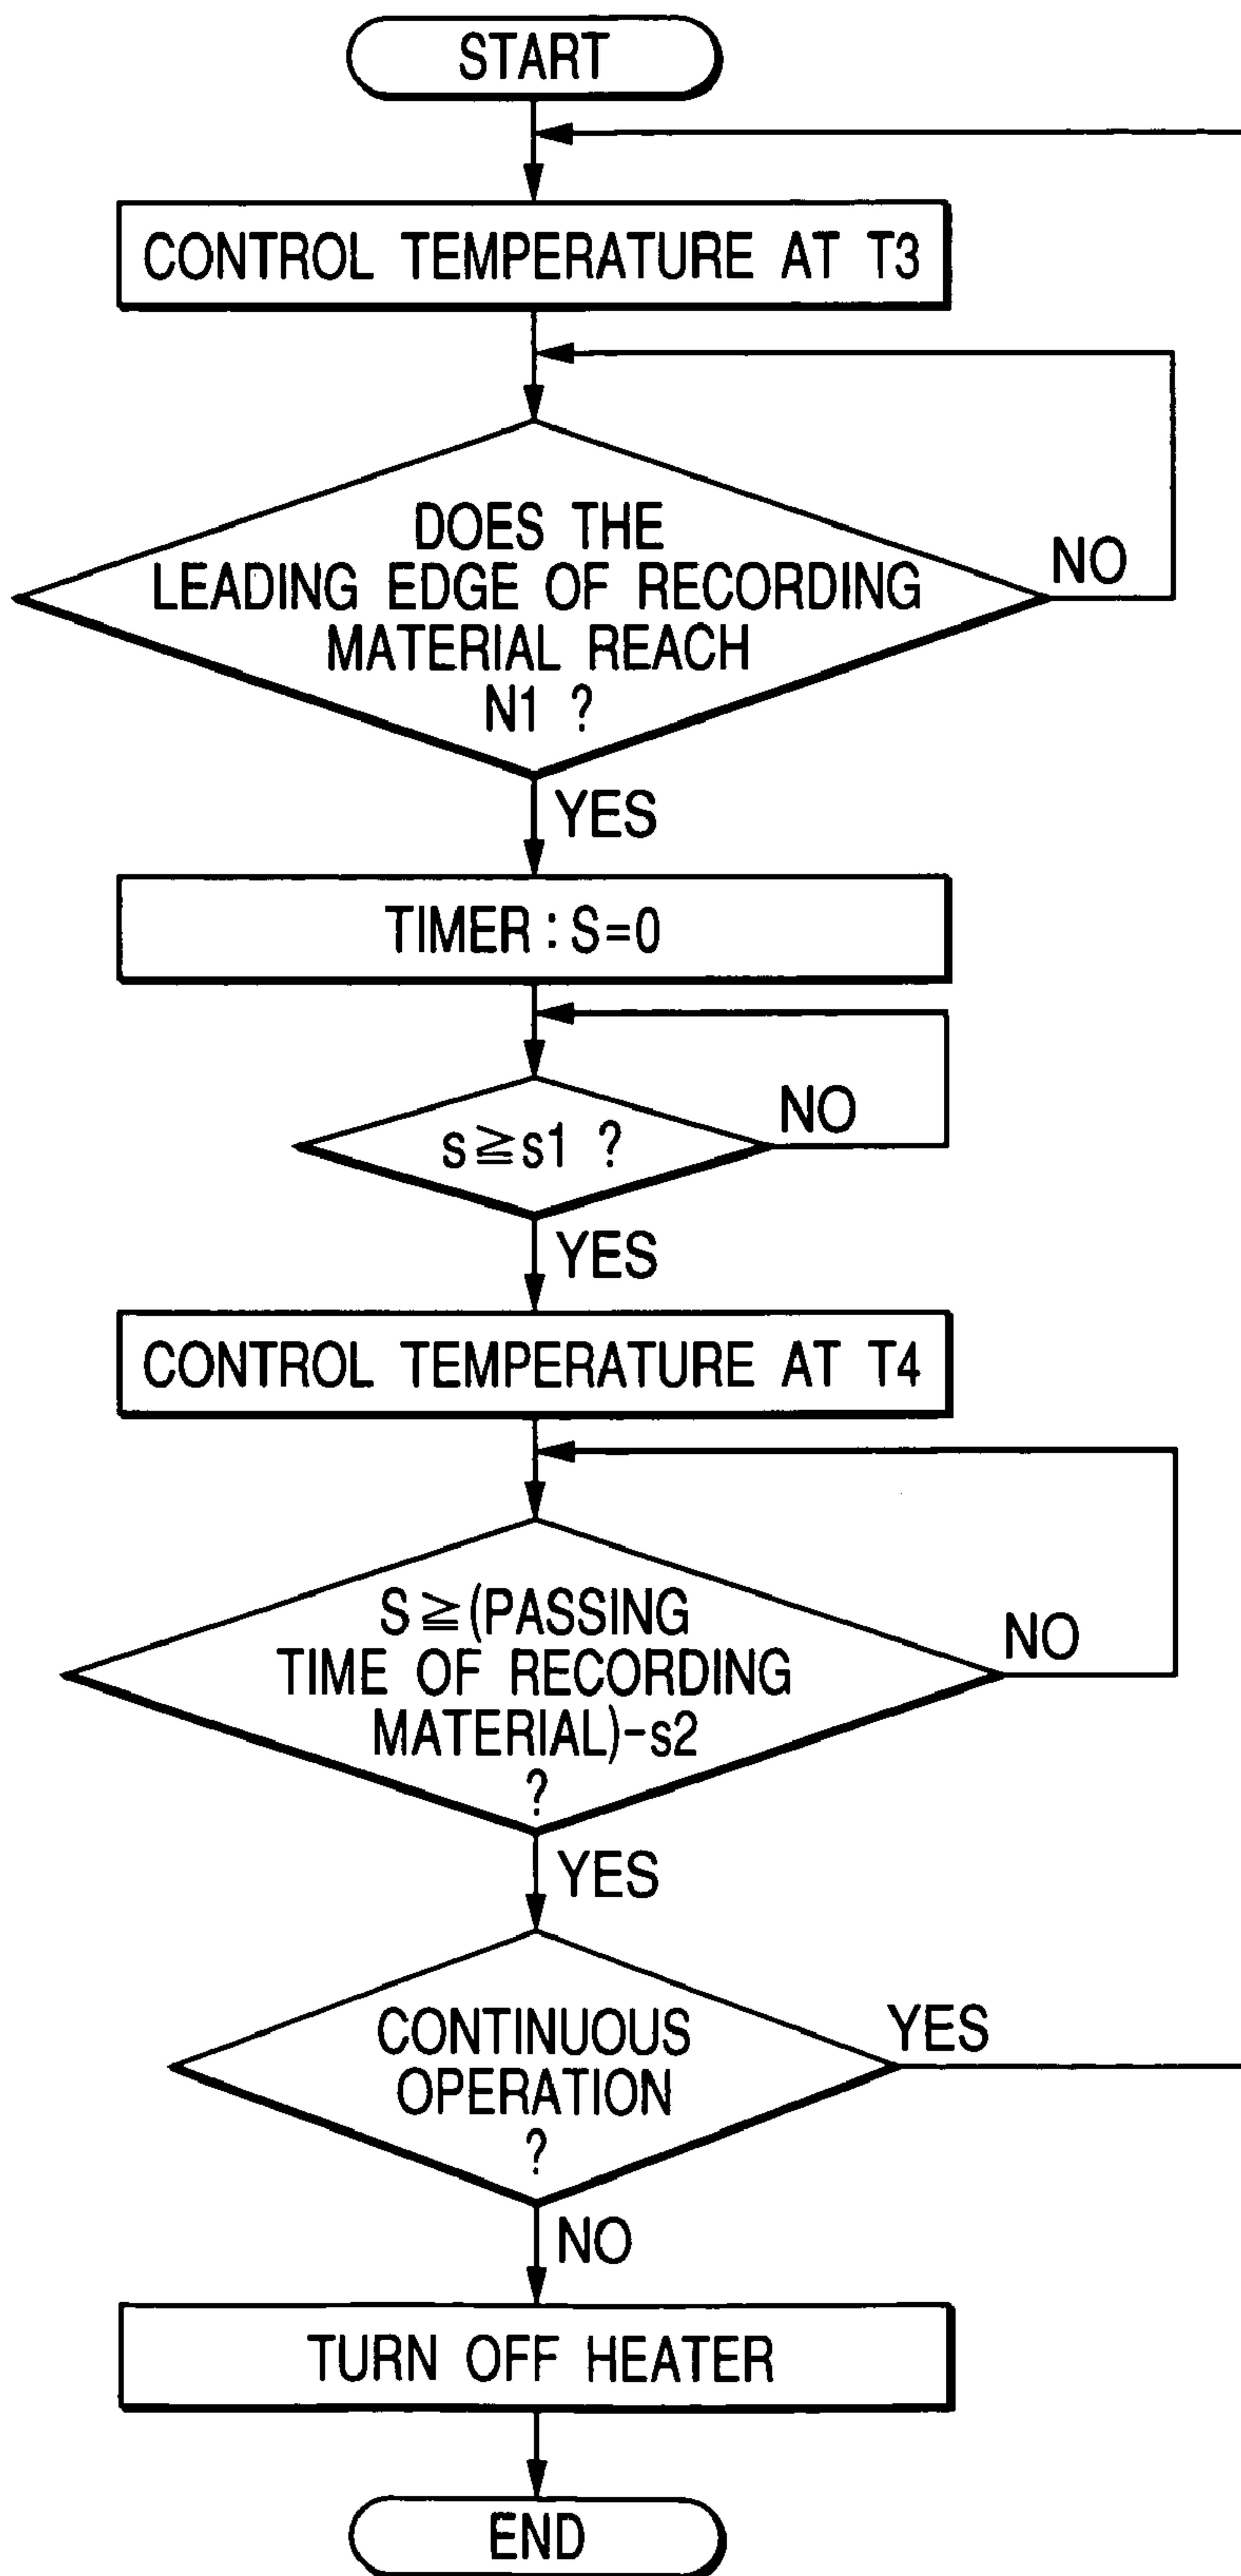 START
CONTROL TEMPERATURE AT T3
DOES THE
LEADING EDGE OF RECORDING
MATERIAL REACH
N1 ?
NO
YES
TIMER : S=0
s≧s1 ?
NO
YES
CONTROL TEMPERATURE AT T4
S≧(PASSING
TIME OF RECORDING
MATERIAL)-s2
?
NO
YES
CONTINUOUS
OPERATION
?
YES
NO
TURN OFF HEATER
END